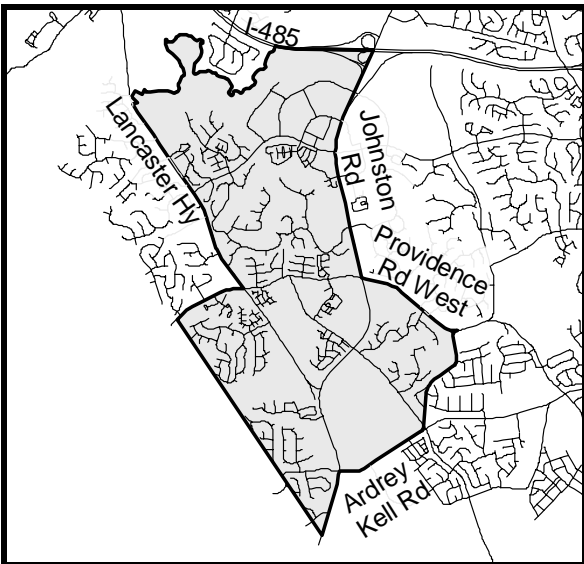 I-485
Lancaster Hy
Johnston
Rd
Providence
Rd West
Ardrey
Kell Rd